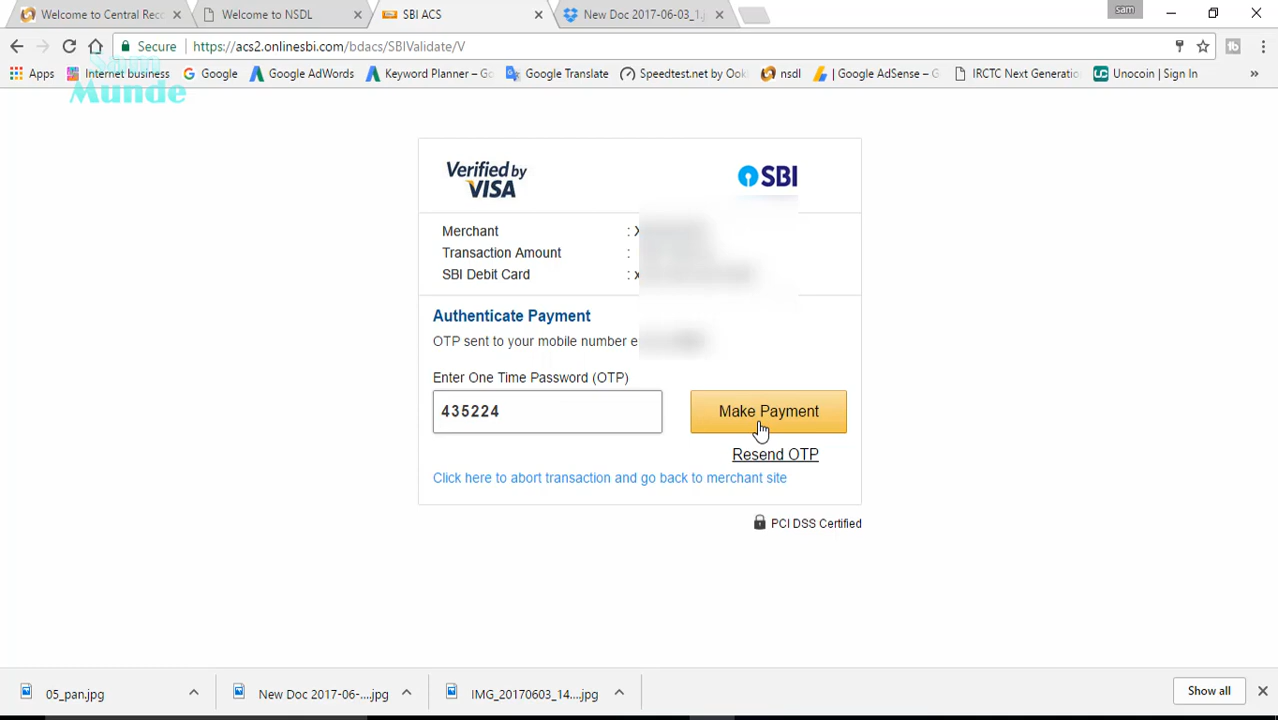 Welcome to Central Rec
Welcome to NSDL
SBI ACS
New Doc 2017-06-03_1.j
sam
Secure
https://acs2.onlinesbi.com/bdacs/SBIValidate/V
Apps
Internet business
Google
Google AdWords
Keyword Planner – Go
Google Translate
Speedtest.net by Ook
nsdl
| Google AdSense – G
IRCTC Next Generatio
Unocoin | Sign In
»
Munde
Verified by
VISA
SBI
Merchant : X
Transaction Amount :
SBI Debit Card : x
Authenticate Payment
OTP sent to your mobile number e
Enter One Time Password (OTP)
435224
Make Payment
Resend OTP
Click here to abort transaction and go back to merchant site
PCI DSS Certified
05_pan.jpg
New Doc 2017-06-....jpg
IMG_20170603_14....jpg
Show all